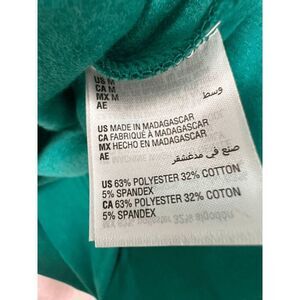 US M
CA M
MX M
AE وسط
US MADE IN MADAGASCAR
CA FABRIQUÉ À MADAGASCAR
MX HECHO EN MADAGASCAR
AE صنع في مدغشقر
US 63% POLYESTER 32% COTTON
5% SPANDEX
CA 63% POLYESTER 32% COTTON
5% SPANDEX